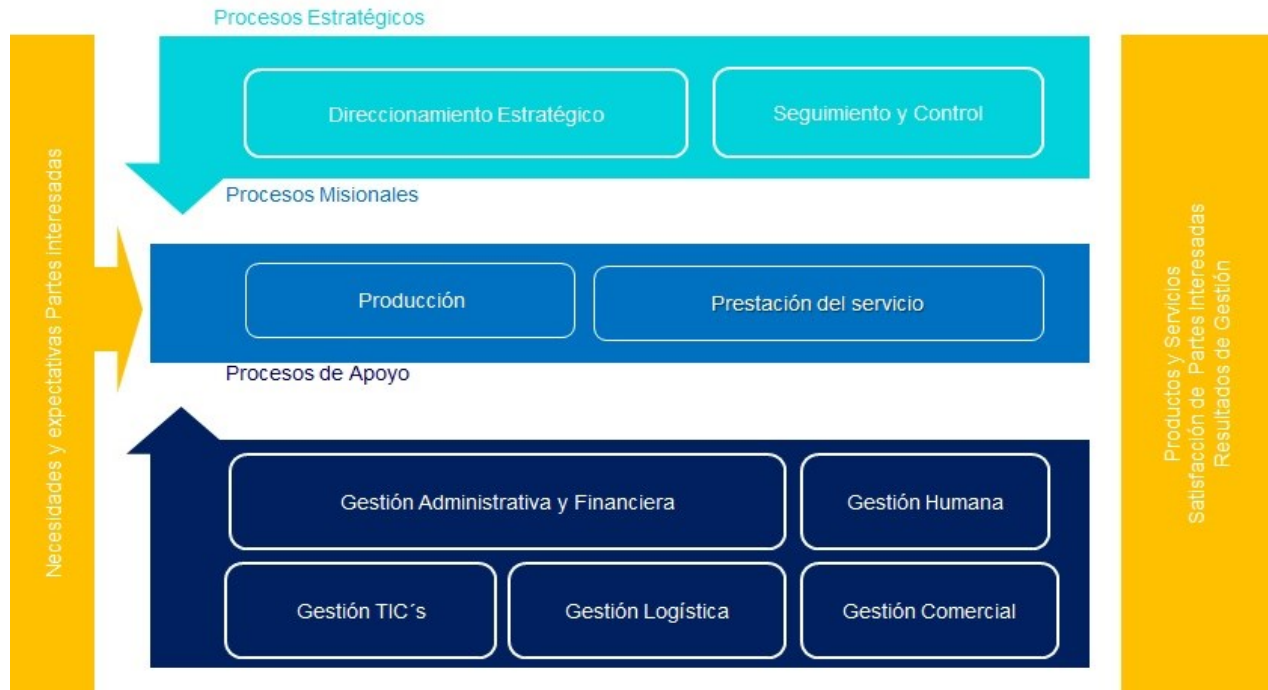 Procesos Estratégicos
Direccionamiento Estratégico
Seguimiento y Control
Necesidades y expectativas Partes interesadas
Procesos Misionales
Producción
Prestación del servicio
Procesos de Apoyo
Gestión Administrativa y Financiera
Gestión Humana
Gestión TIC´s
Gestión Logística
Gestión Comercial
Productos y Servicios
Satisfacción de Partes Interesadas
Resultados de Gestión